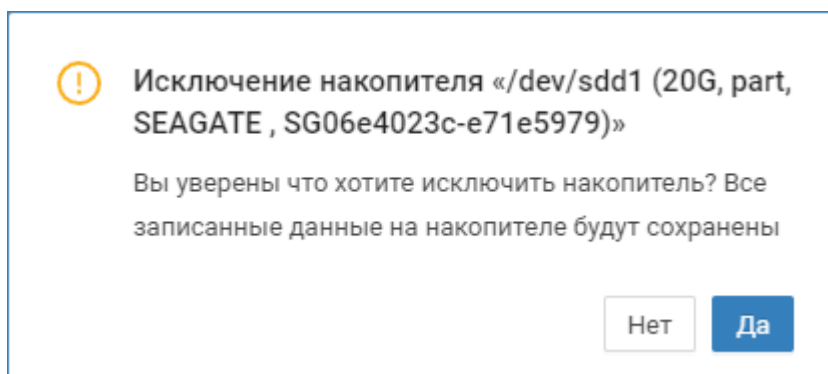 Исключение накопителя «/dev/sdd1 (20G, part,
SEAGATE , SG06e4023c-e71e5979)»
Вы уверены что хотите исключить накопитель? Все
записанные данные на накопителе будут сохранены
Нет Да